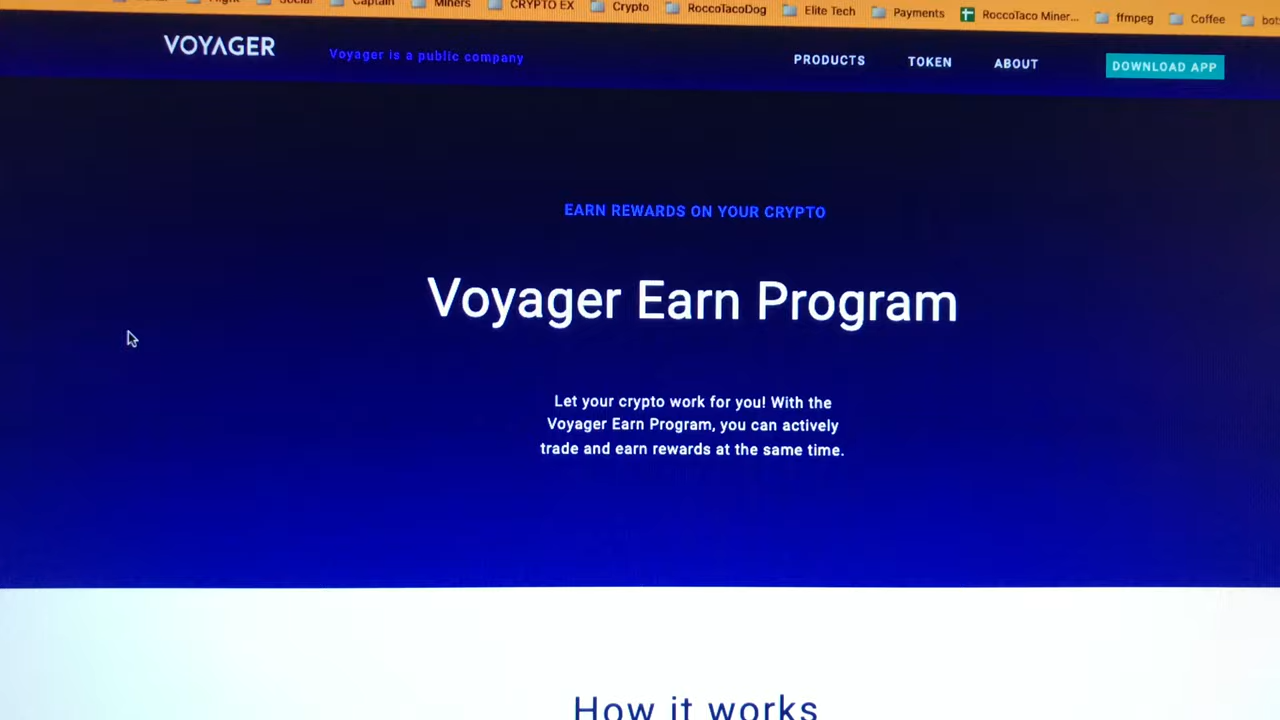 Captain Miners CRYPTO EX Crypto RoccoTacoDog Elite Tech Payments RoccoTaco Miner... ffmpeg Coffee
VOYAGER Voyager is a public company PRODUCTS TOKEN ABOUT DOWNLOAD APP
EARN REWARDS ON YOUR CRYPTO
Voyager Earn Program
Let your crypto work for you! With the
Voyager Earn Program, you can actively
trade and earn rewards at the same time.
How it works